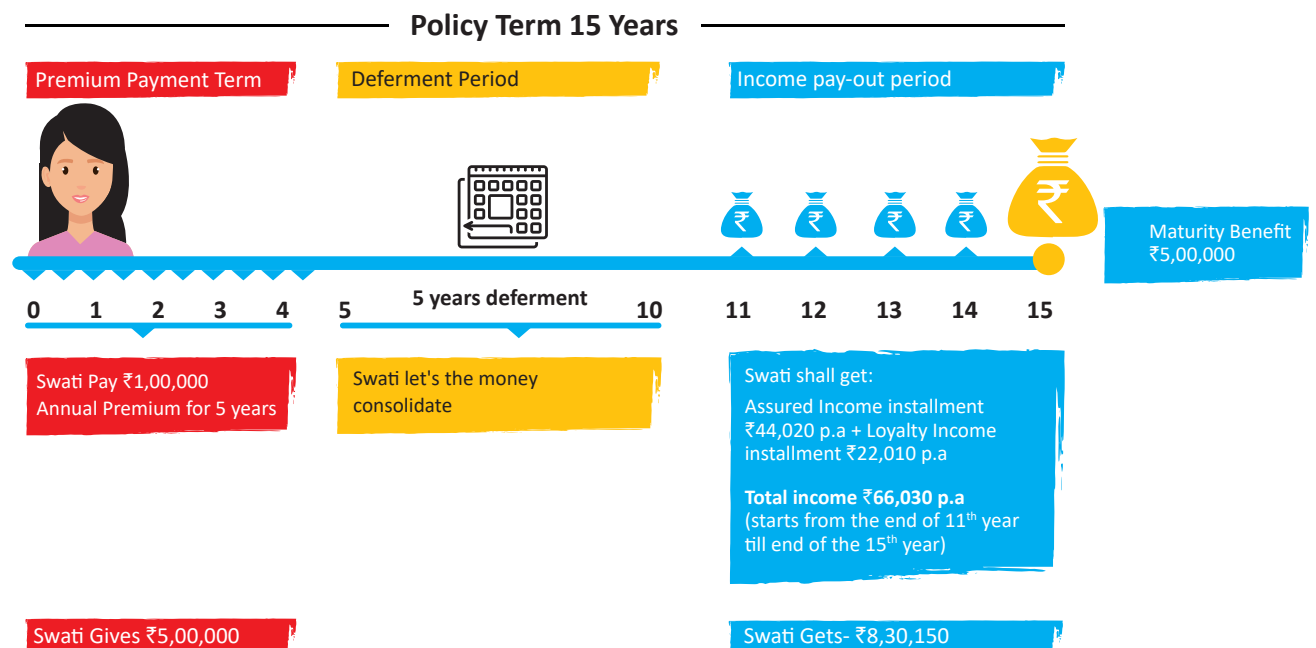 Policy Term 15 Years
Premium Payment Term
Deferment Period
Income pay-out period
₹
₹
₹
₹
₹
Maturity Benefit
₹5,00,000
0 1 2 3 4
5 years deferment
5 10
11 12 13 14 15
Swati Pay ₹1,00,000
Annual Premium for 5 years
Swati let's the money
consolidate
Swati shall get:
Assured Income installment
₹44,020 p.a + Loyalty Income
installment ₹22,010 p.a
Total income ₹66,030 p.a
(starts from the end of 11th year
till end of the 15th year)
Swati Gives ₹5,00,000
Swati Gets- ₹8,30,150